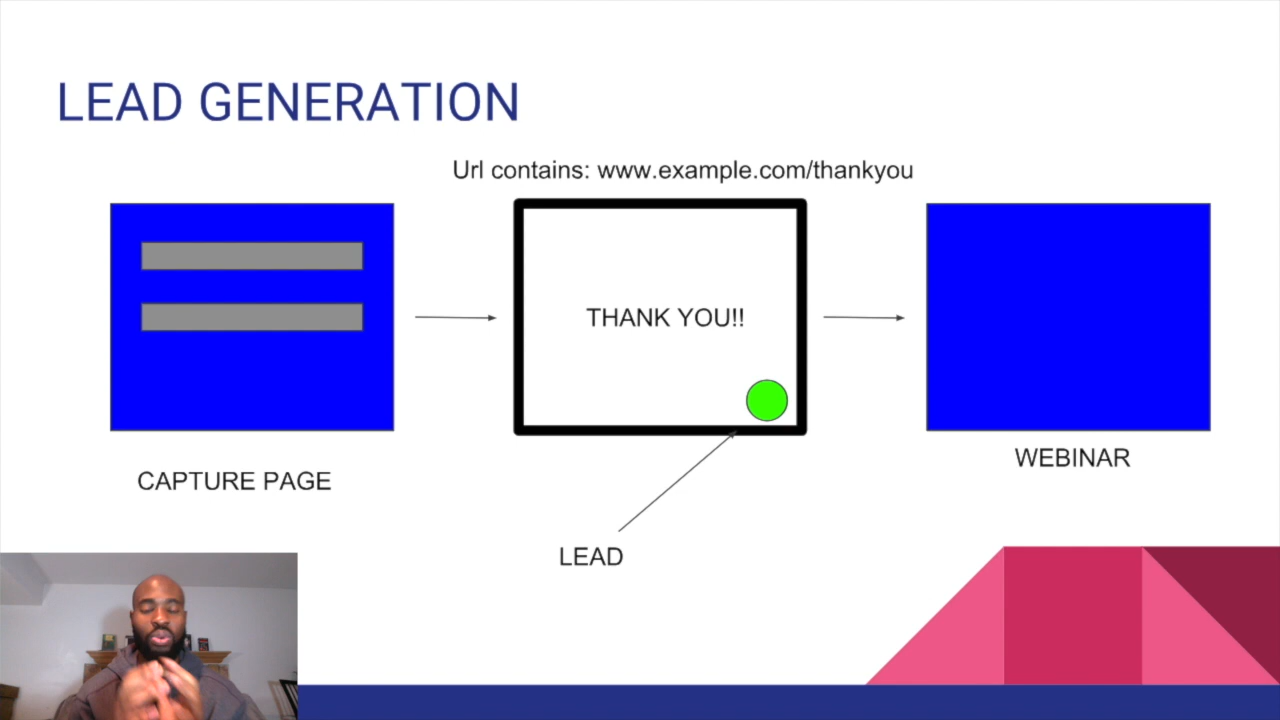 LEAD GENERATION
Url contains: www.example.com/thankyou
THANK YOU!!
CAPTURE PAGE
WEBINAR
LEAD